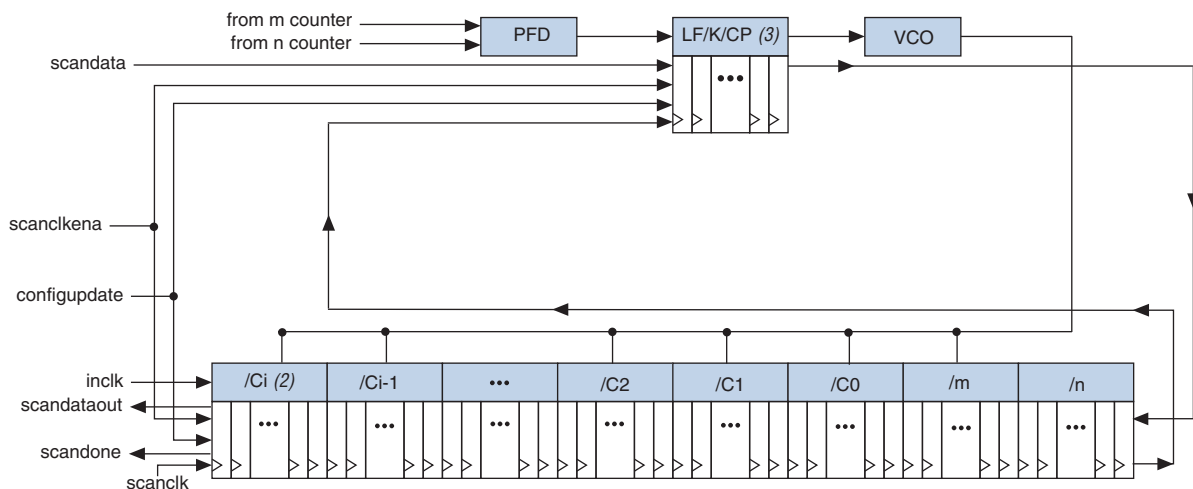 from m counter
from n counter
PFD
LF/K/CP (3)
VCO
scandata
•••
scanclkena
configupdate
inclk
/Ci (2)
/Ci-1
•••
/C2
/C1
/C0
/m
/n
scandataout
•••
•••
•••
•••
•••
•••
•••
•••
scandone
scanclk